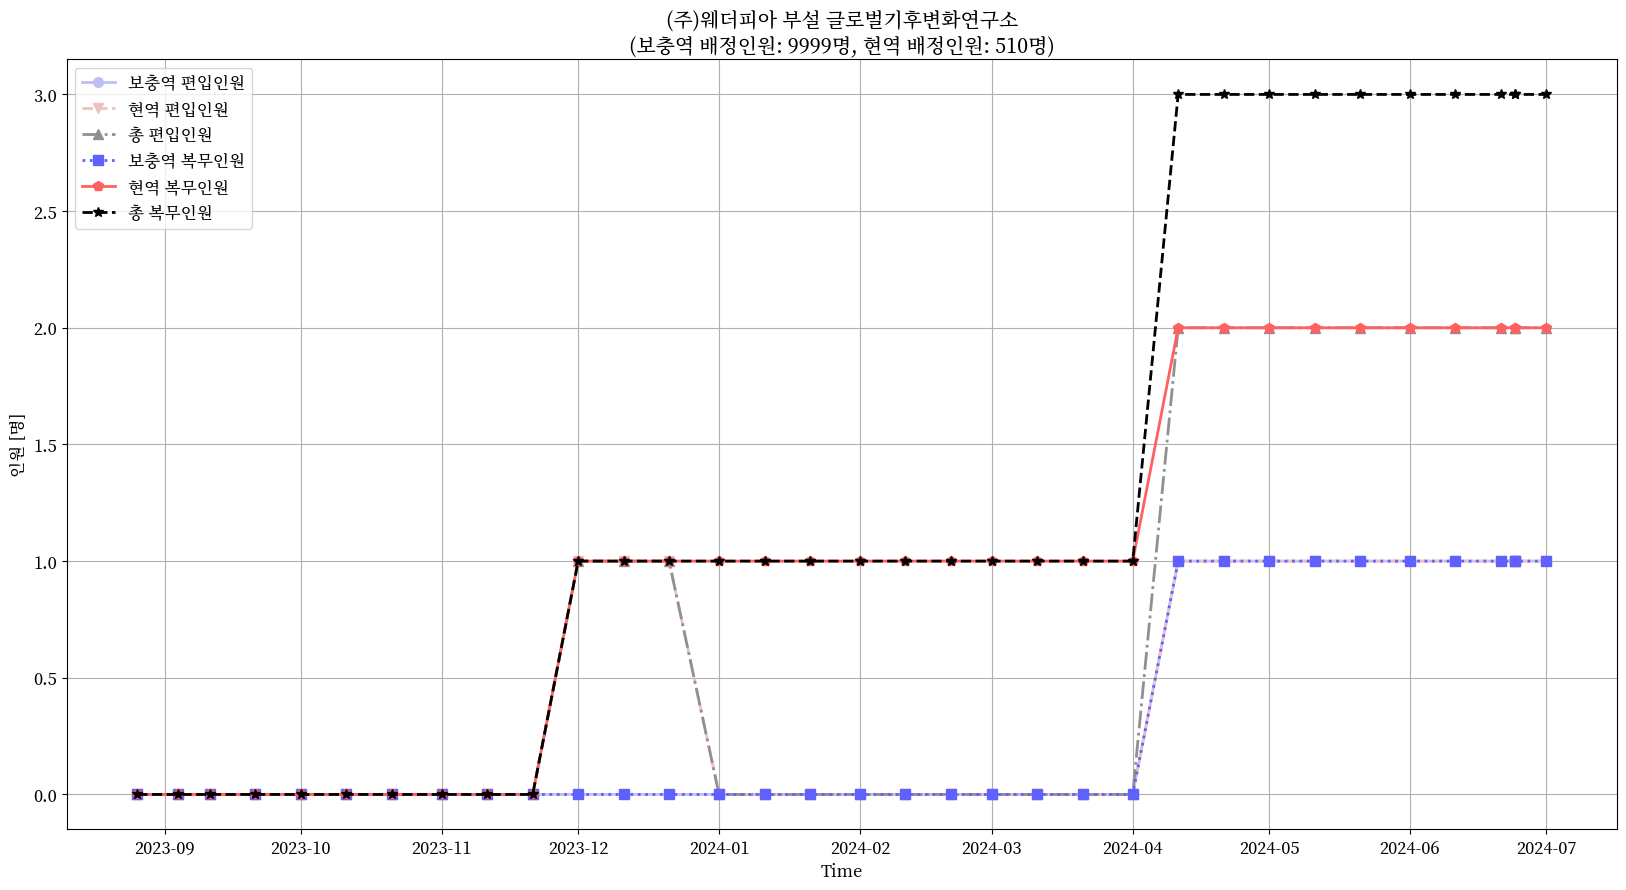 (주)웨더피아 부설 글로벌기후변화연구소
(보충역 배정인원: 9999명, 현역 배정인원: 510명)
보충역 편입인원
현역 편입인원
총 편입인원
보충역 복무인원
현역 복무인원
총 복무인원
3.0
2.5
2.0
1.5
1.0
0.5
0.0
인원 [명]
2023-09 2023-10 2023-11 2023-12 2024-01 2024-02 2024-03 2024-04 2024-05 2024-06 2024-07
Time